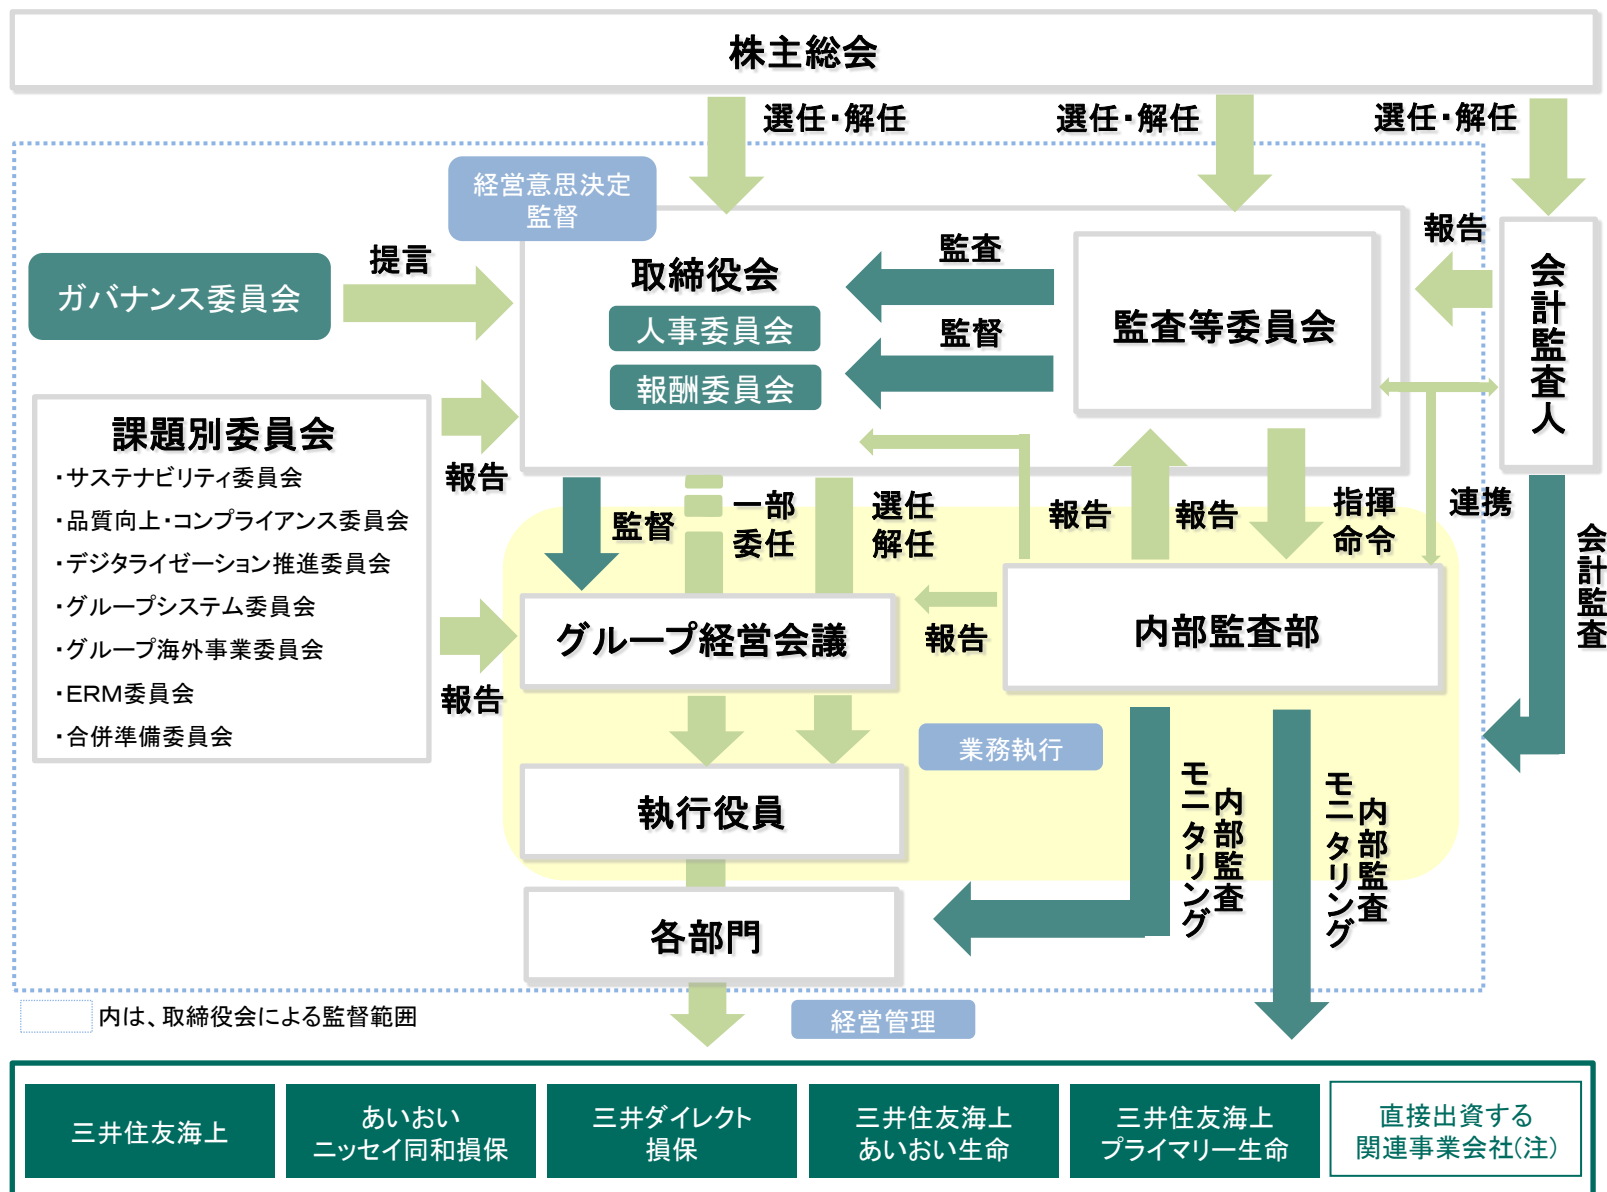 株主総会
選任・解任
選任・解任
選任・解任
経営意思決定
監督
ガバナンス委員会
提言
取締役会
人事委員会
報酬委員会
監査
監督
監査等委員会
報告
会計監査人
課題別委員会
・サステナビリティ委員会
・品質向上・コンプライアンス委員会
・デジタライゼーション推進委員会
・グループシステム委員会
・グループ海外事業委員会
・ERM委員会
・合併準備委員会
報告
報告
監督
一部
委任
選任
解任
報告
報告
指揮
命令
連携
会計監査
グループ経営会議
報告
内部監査部
業務執行
執行役員
内部監査
モニタリング
内部監査
モニタリング
各部門
内は、取締役会による監督範囲
経営管理
三井住友海上
あいおい
ニッセイ同和損保
三井ダイレクト
損保
三井住友海上
あいおい生命
三井住友海上
プライマリー生命
直接出資する
関連事業会社(注)